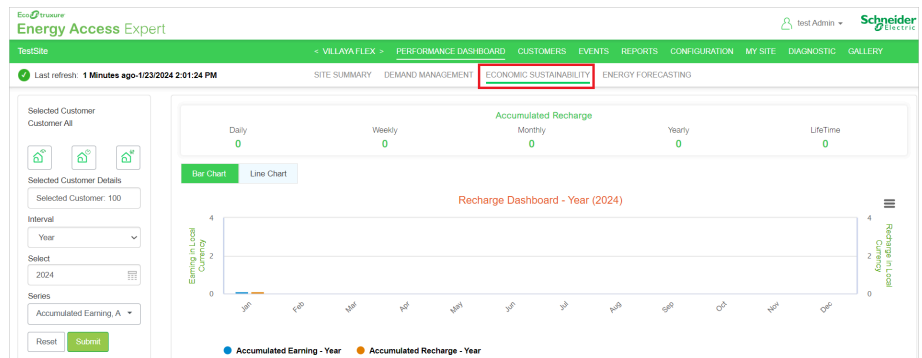 EcoStruxure
Energy Access Expert
test Admin
Schneider Electric
TestSite
< VILLAYA FLEX > PERFORMANCE DASHBOARD CUSTOMERS EVENTS REPORTS CONFIGURATION MY SITE DIAGNOSTIC GALLERY
Last refresh: 1 Minutes ago-1/23/2024 2:01:24 PM
SITE SUMMARY DEMAND MANAGEMENT ECONOMIC SUSTAINABILITY ENERGY FORECASTING
Selected Customer
Customer All
Selected Customer Details
Selected Customer: 100
Interval
Year
Select
2024
Series
Accumulated Earning, A
Reset Submit
Accumulated Recharge
Daily Weekly Monthly Yearly LifeTime
0 0 0 0 0
Bar Chart Line Chart
Recharge Dashboard - Year (2024)
Earning in Local
Currency
4
2
0
4
2
0
Recharge in Local
Currency
Jan Feb Mar Apr May Jun Jul Aug Sep Oct Nov Dec
Accumulated Earning - Year Accumulated Recharge - Year